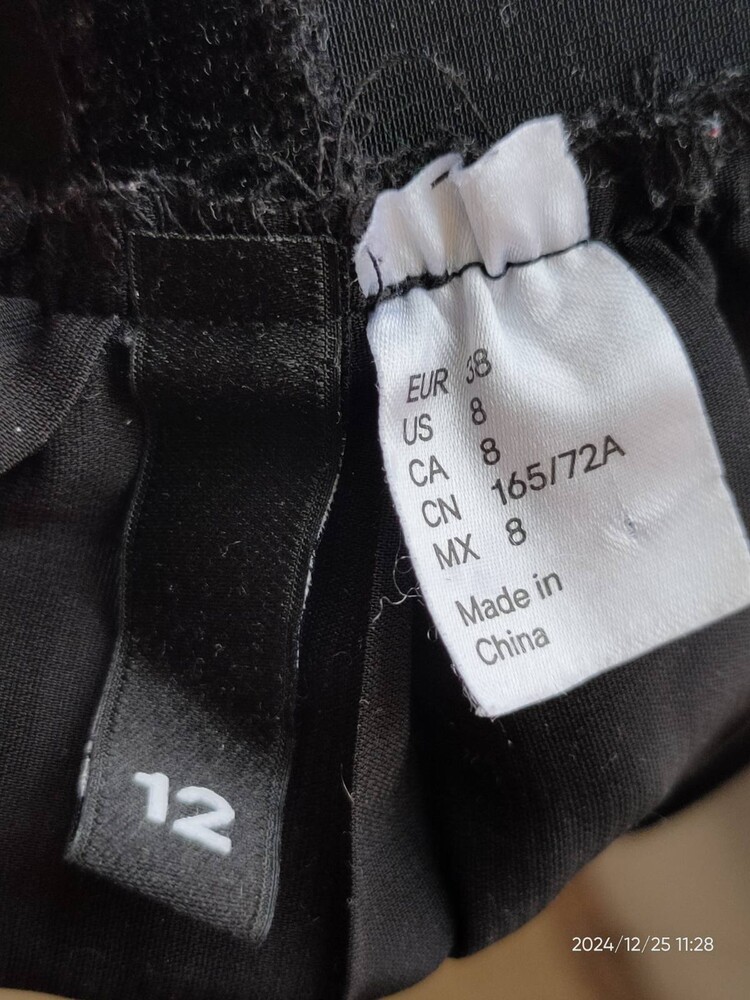 EUR 38
US 8
CA 8
CN 165/72A
MX 8
Made in
China
12
2024/12/25 11:28